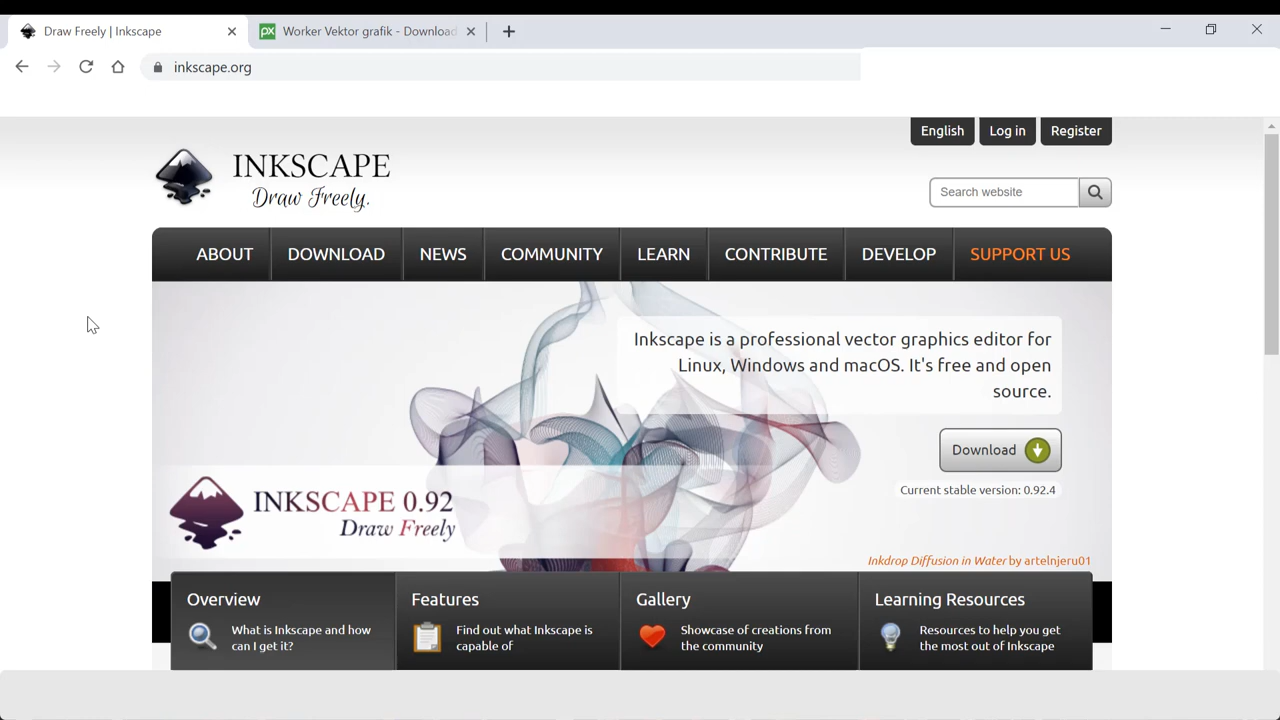 Draw Freely | Inkscape
PX
Worker Vektor grafik - Download
inkscape.org
English
Log in
Register
INKSCAPE
Draw Freely.
Search website
ABOUT
DOWNLOAD
NEWS
COMMUNITY
LEARN
CONTRIBUTE
DEVELOP
SUPPORT US
Inkscape is a professional vector graphics editor for
Linux, Windows and macOS. It's free and open
source.
Download
Current stable version: 0.92.4
INKSCAPE 0.92
Draw Freely
Inkdrop Diffusion in Water by artelnjeru01
Overview
What is Inkscape and how
can I get it?
Features
Find out what Inkscape is
capable of
Gallery
Showcase of creations from
the community
Learning Resources
Resources to help you get
the most out of Inkscape